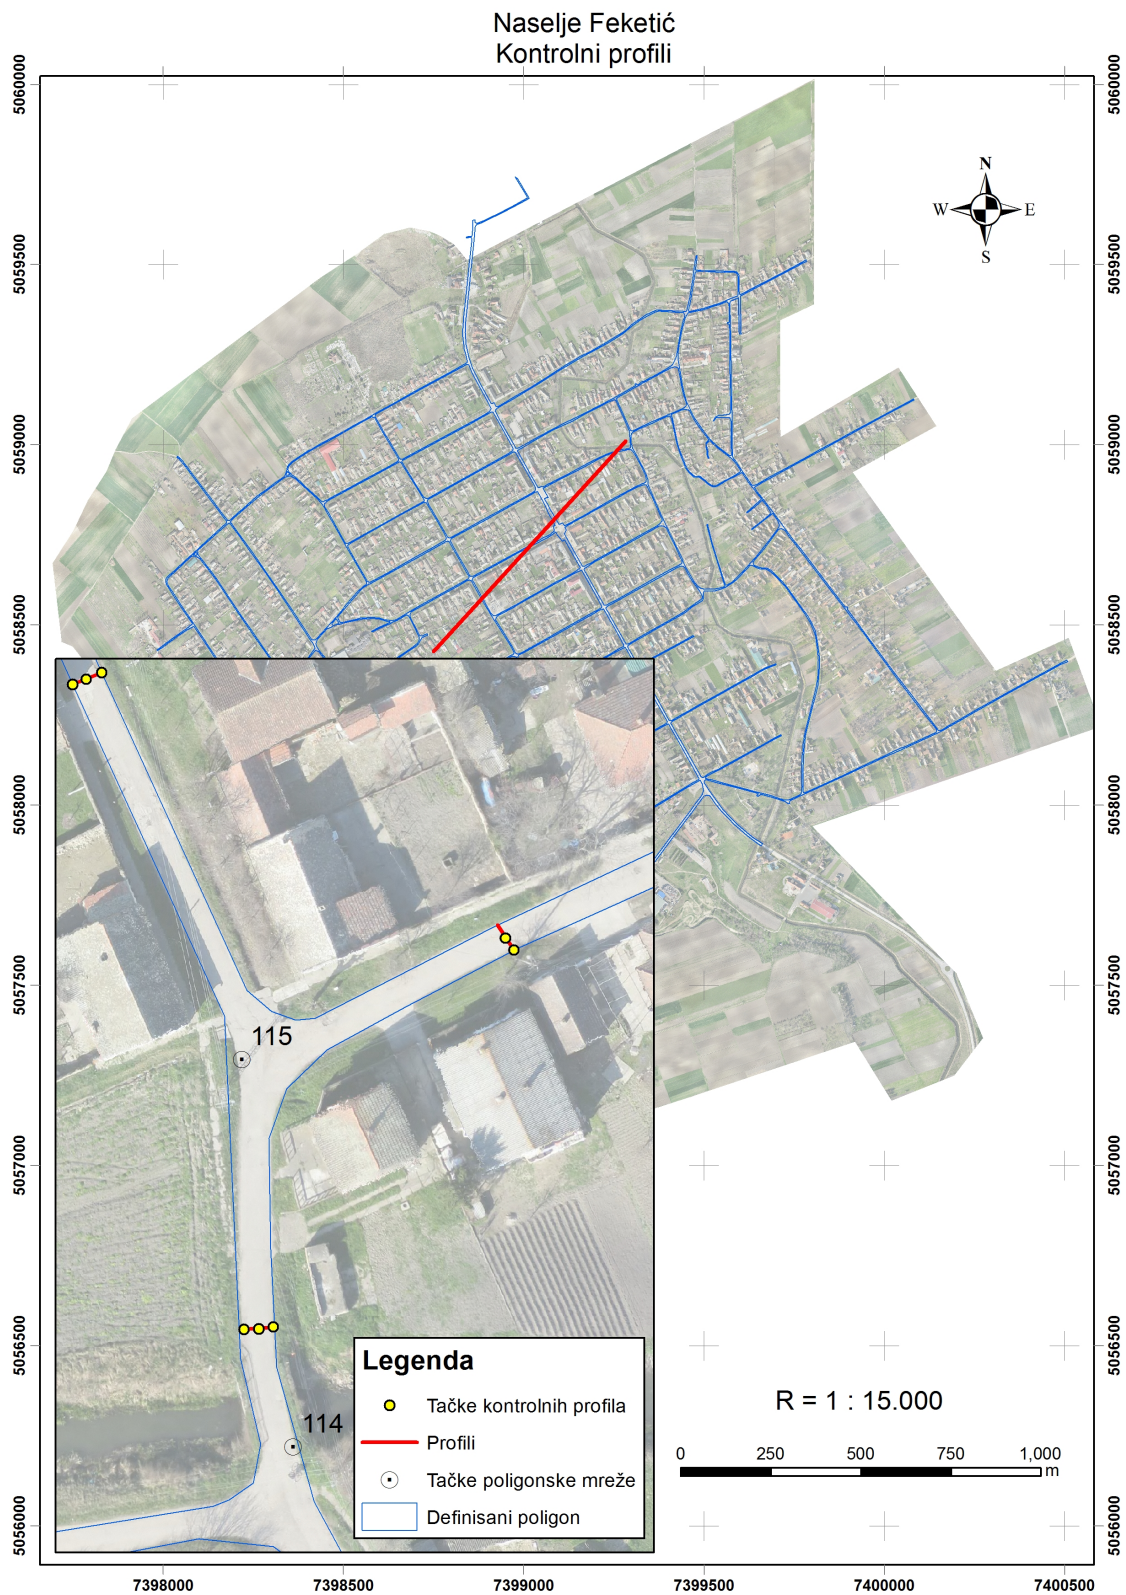 Naselje Feketić
Kontrolni profili
N
W E
S
5060000 5060000
5059500 5059500
5059000 5059000
5058500 5058500
5058000 5058000
5057500 5057500
5057000 5057000
5056500 5056500
5056000 5056000
115
114
Legenda
Tačke kontrolnih profila
Profili
Tačke poligonske mreže
Definisani poligon
R = 1 : 15.000
0 250 500 750 1,000
m
7398000 7398500 7399000 7399500 7400000 7400500